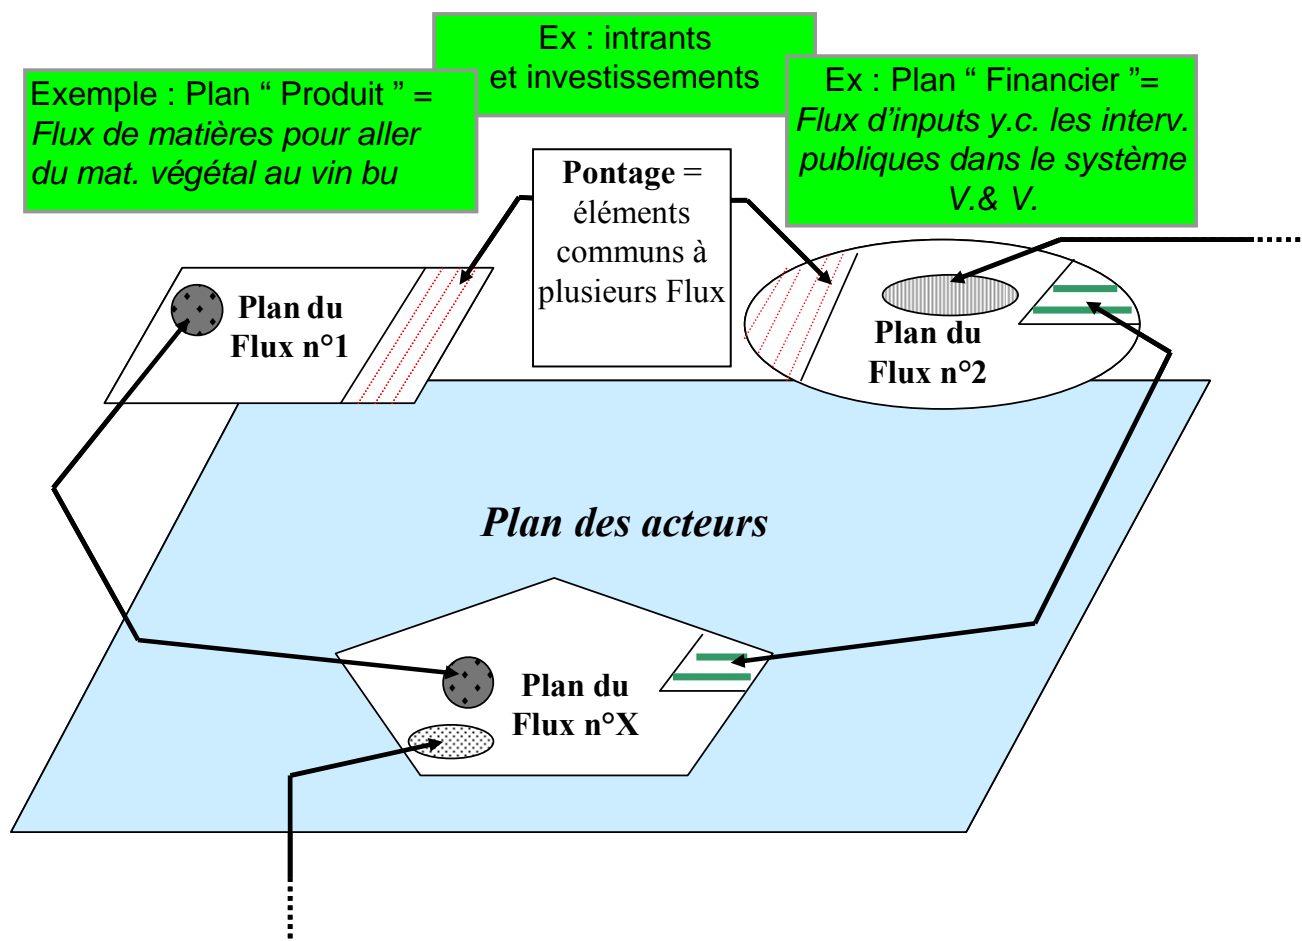 Ex : intrants
et investissements
Exemple : Plan “ Produit ” =
Flux de matières pour aller
du mat. végétal au vin bu
Ex : Plan “ Financier ”=
Flux d’inputs y.c. les interv.
publiques dans le système
V.& V.
Pontage =
éléments
communs à
plusieurs Flux
Plan du
Flux n°1
Plan du
Flux n°2
Plan des acteurs
Plan du
Flux n°X